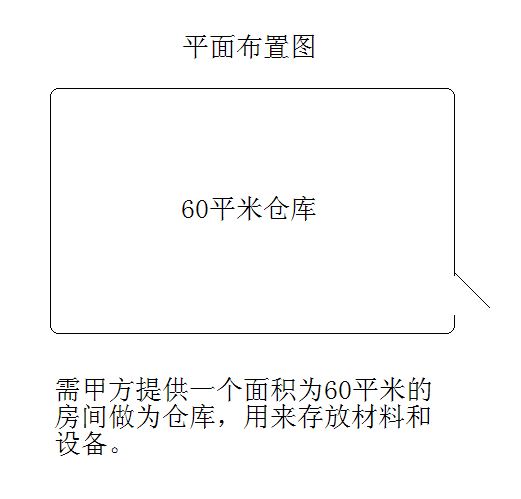 平面布置图
60平米仓库
需甲方提供一个面积为60平米的
房间做为仓库，用来存放材料和
设备。